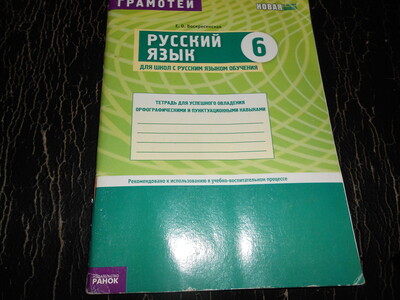 ГРАМОТЕЙ
НОВАЯ
РУССКИЙ
ЯЗЫК
6
ДЛЯ ШКОЛ С РУССКИМ ЯЗЫКОМ ОБУЧЕНИЯ
ТЕТРАДЬ ДЛЯ УСПЕШНОГО ОВЛАДЕНИЯ
ОРФОГРАФИЧЕСКИМИ И ПУНКТУАЦИОННЫМИ НАВЫКАМИ
Рекомендовано к использованию в учебно-воспитательном процессе
ИЗДАТЕЛЬСТВО
РАНОК